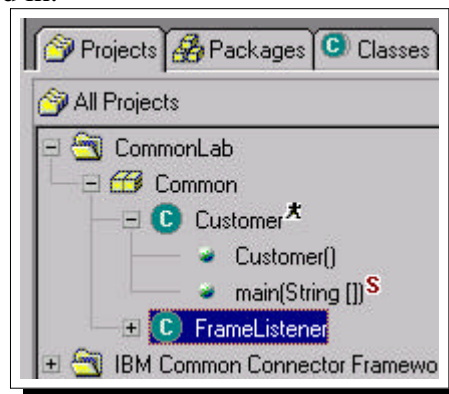 Projects Packages C Classes
All Projects
CommonLab
Common
C Customer
Customer()
main(String []) S
C FrameListener
IBM Common Connector Framewo